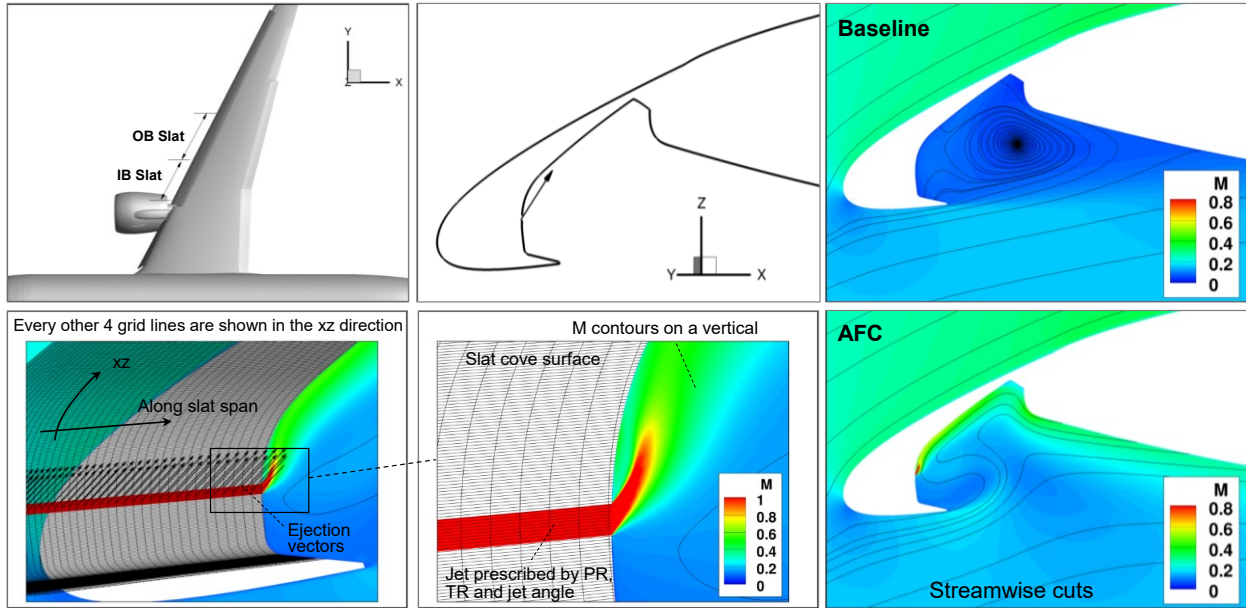 Y
Z
X
OB Slat
IB Slat
Z
Y
X
Baseline
M
0.8
0.6
0.4
0.2
0
Every other 4 grid lines are shown in the xz direction
xz
Along slat span
Ejection
vectors
M contours on a vertical
Slat cove surface
M
1
0.8
0.6
0.4
0.2
0
Jet prescribed by PR,
TR and jet angle
AFC
M
0.8
0.6
0.4
0.2
0
Streamwise cuts